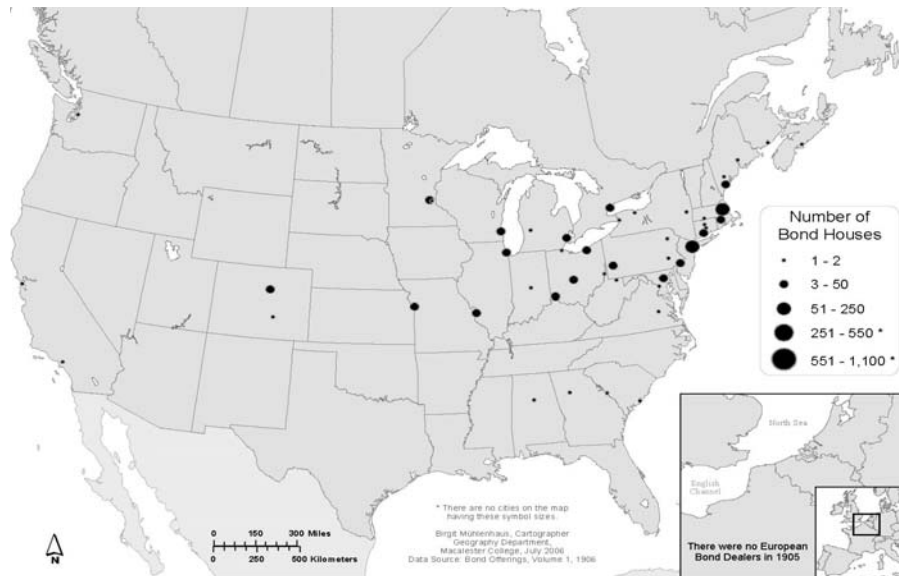 Number of
Bond Houses
1 - 2
3 - 50
51 - 250
251 - 550 *
551 - 1,100 *
North Sea
English
Channel
There were no European
Bond Dealers in 1905
* There are no cities on the map
having these symbol sizes.
Birgit Mühlenhaus, Cartographer
Geography Department,
Macalester College, July 2006
Data Source: Bond Offerings, Volume 1, 1906
N
0 150 300 Miles
0 250 500 Kilometers